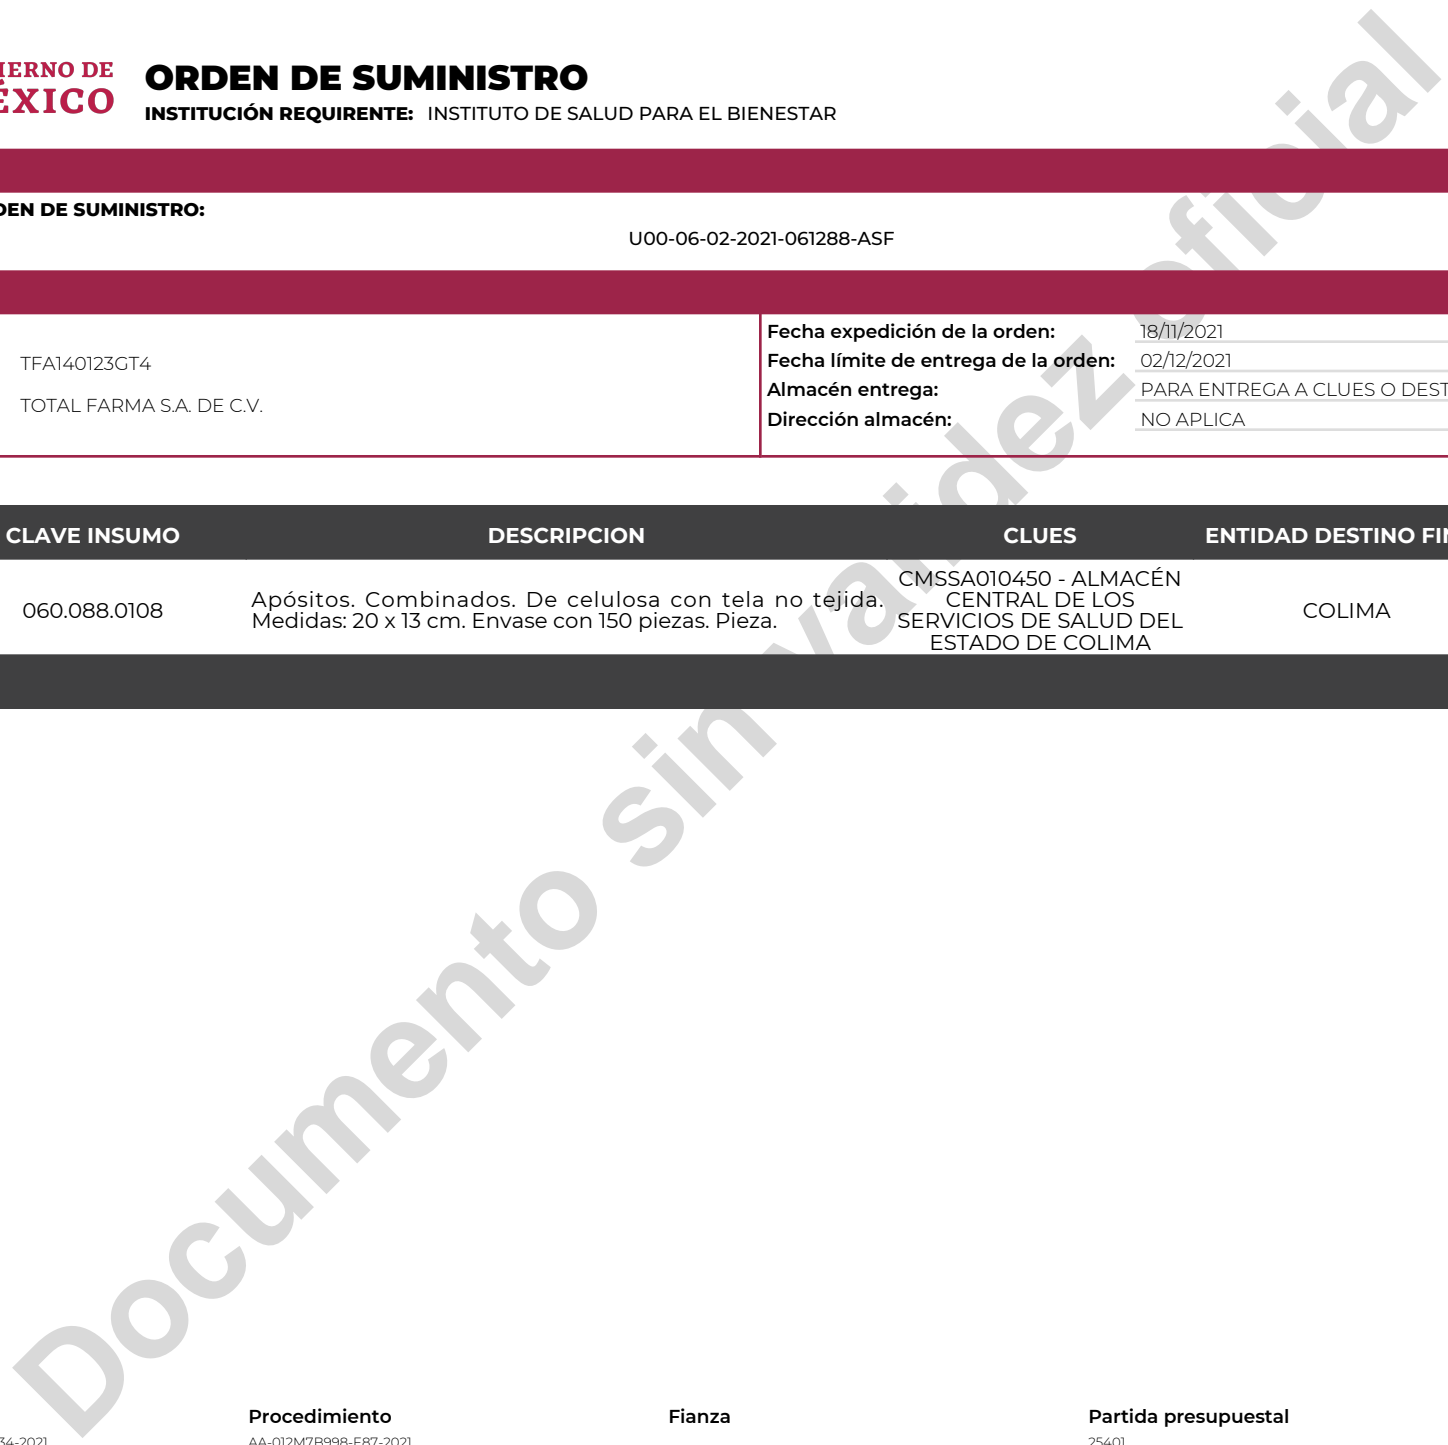 IERNO DE
ÉXICO
ORDEN DE SUMINISTRO
INSTITUCIÓN REQUIRENTE: INSTITUTO DE SALUD PARA EL BIENESTAR
DEN DE SUMINISTRO:
U00-06-02-2021-061288-ASF
TFA140123GT4
TOTAL FARMA S.A. DE C.V.
Fecha expedición de la orden: 18/11/2021
Fecha límite de entrega de la orden: 02/12/2021
Almacén entrega: PARA ENTREGA A CLUES O DEST
Dirección almacén: NO APLICA
CLAVE INSUMO DESCRIPCION CLUES ENTIDAD DESTINO FIN
060.088.0108
Apósitos. Combinados. De celulosa con tela no tejida.
Medidas: 20 x 13 cm. Envase con 150 piezas. Pieza.
CMSSA010450 - ALMACÉN
CENTRAL DE LOS
SERVICIOS DE SALUD DEL
ESTADO DE COLIMA
COLIMA
Documento sin validez oficial
Procedimiento Fianza Partida presupuestal
34-2021 AA-012M7B998-E87-2021 25401